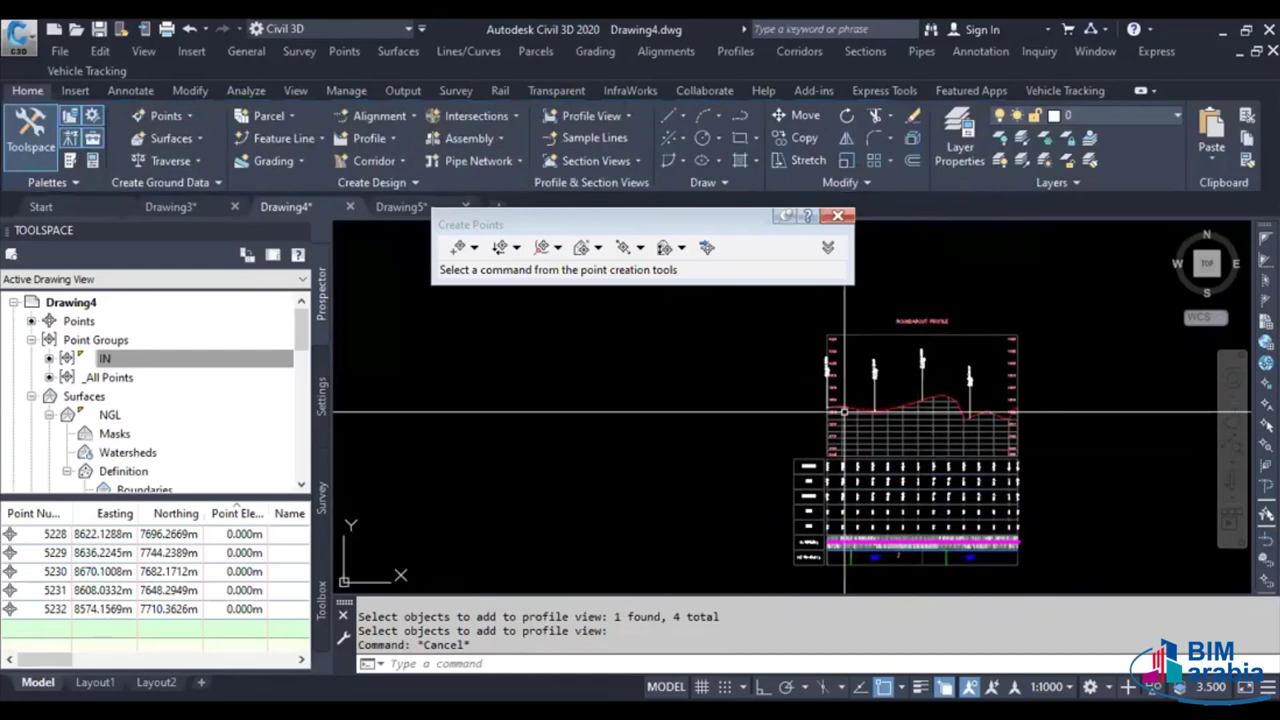 C3D
Civil 3D
Autodesk Civil 3D 2020 Drawing4.dwg
Type a keyword or phrase
Sign In
File Edit View Insert General Survey Points Surfaces Lines/Curves Parcels Grading Alignments Profiles Corridors Sections Pipes Annotation Inquiry Window Express
Vehicle Tracking
Home Insert Annotate Modify Analyze View Manage Output Survey Rail Transparent InfraWorks Collaborate Help Add-ins Express Tools Featured Apps Vehicle Tracking
Points Parcel Alignment Intersections Profile View Move 0
Toolspace Surfaces Feature Line Profile Assembly Sample Lines Copy Layer Properties Paste
Traverse Grading Corridor Pipe Network Section Views Stretch
Palettes Create Ground Data Create Design Profile & Section Views Draw Modify Layers Clipboard
Start Drawing3* Drawing4* Drawing5*
TOOLSPACE
Create Points
Select a command from the point creation tools
Active Drawing View
Drawing4
Points
Point Groups
IN
_All Points
Surfaces
NGL
Masks
Watersheds
Definition
Boundaries
Prospector
Settings
Survey
Toolbox
N
W TOP E
S
WCS
ROUNDABOUT PROFILE
Y
X
Point Nu... Easting Northing Point Ele... Name
5228 8622.1288m 7696.2669m 0.000m
5229 8636.2245m 7744.2389m 0.000m
5230 8670.1008m 7682.1712m 0.000m
5231 8608.0332m 7648.2949m 0.000m
5232 8574.1569m 7710.3626m 0.000m
Select objects to add to profile view: 1 found, 4 total
Select objects to add to profile view:
Command: *Cancel*
Type a command
Model Layout1 Layout2 +
MODEL 1:1000 3.500
BIM
arabia